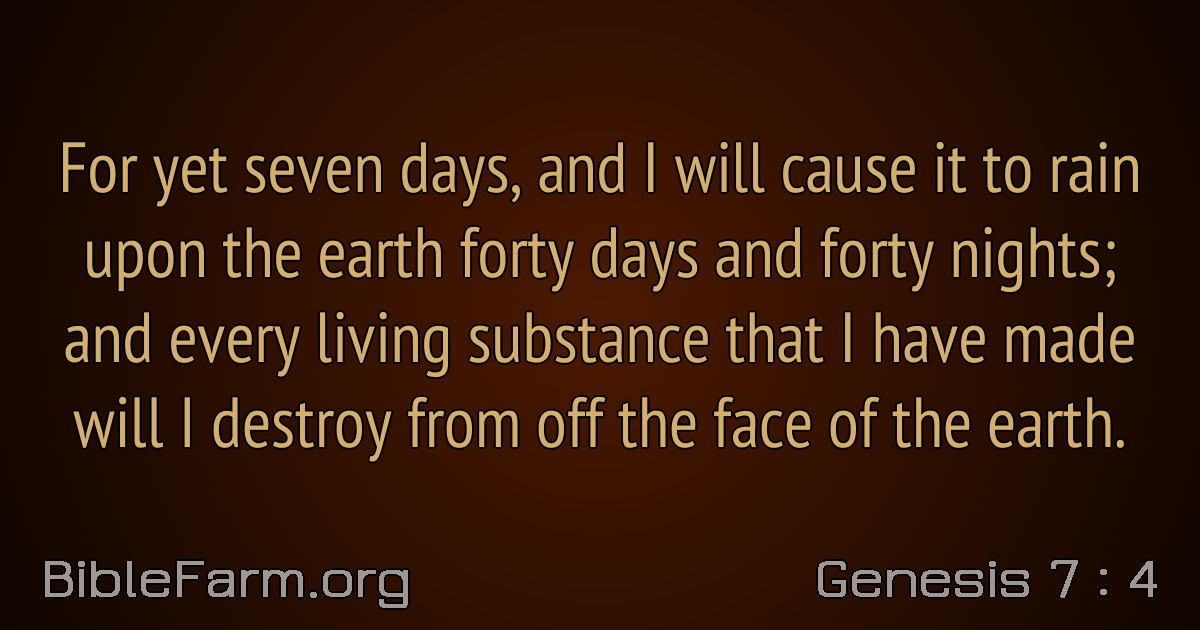 For yet seven days, and I will cause it to rain
upon the earth forty days and forty nights;
and every living substance that I have made
will I destroy from off the face of the earth.
BibleFarm.org
Genesis 7 : 4